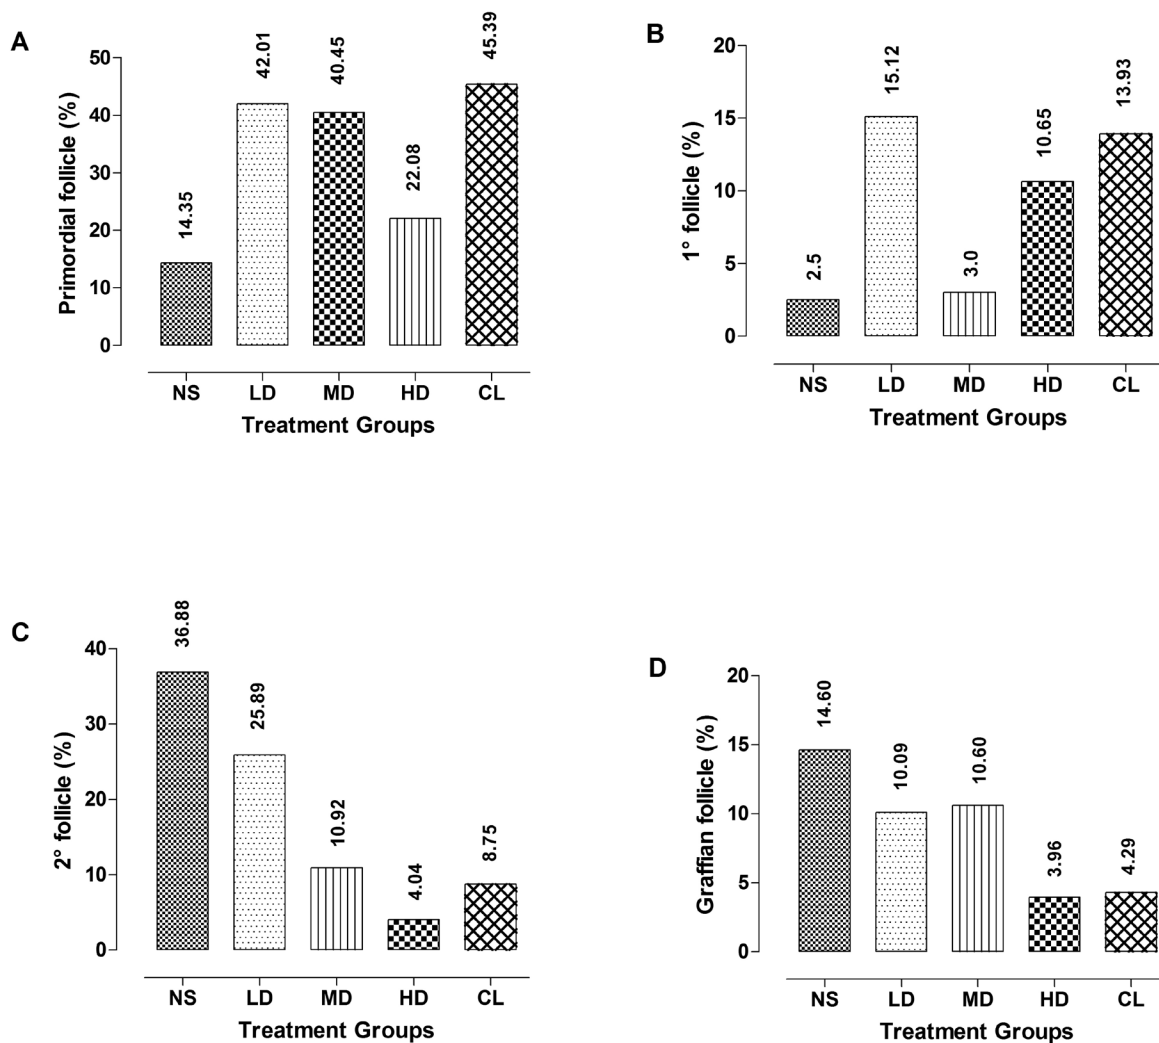 A
Primordial follicle (%)
50
40
30
20
10
0
14.35
42.01
40.45
22.08
45.39
NS LD MD HD CL
Treatment Groups
B
1° follicle (%)
20
15
10
5
0
2.5
15.12
3.0
10.65
13.93
NS LD MD HD CL
Treatment Groups
C
2° follicle (%)
40
30
20
10
0
36.88
25.89
10.92
4.04
8.75
NS LD MD HD CL
Treatment Groups
D
Graffian follicle (%)
20
15
10
5
0
14.60
10.09
10.60
3.96
4.29
NS LD MD HD CL
Treatment Groups